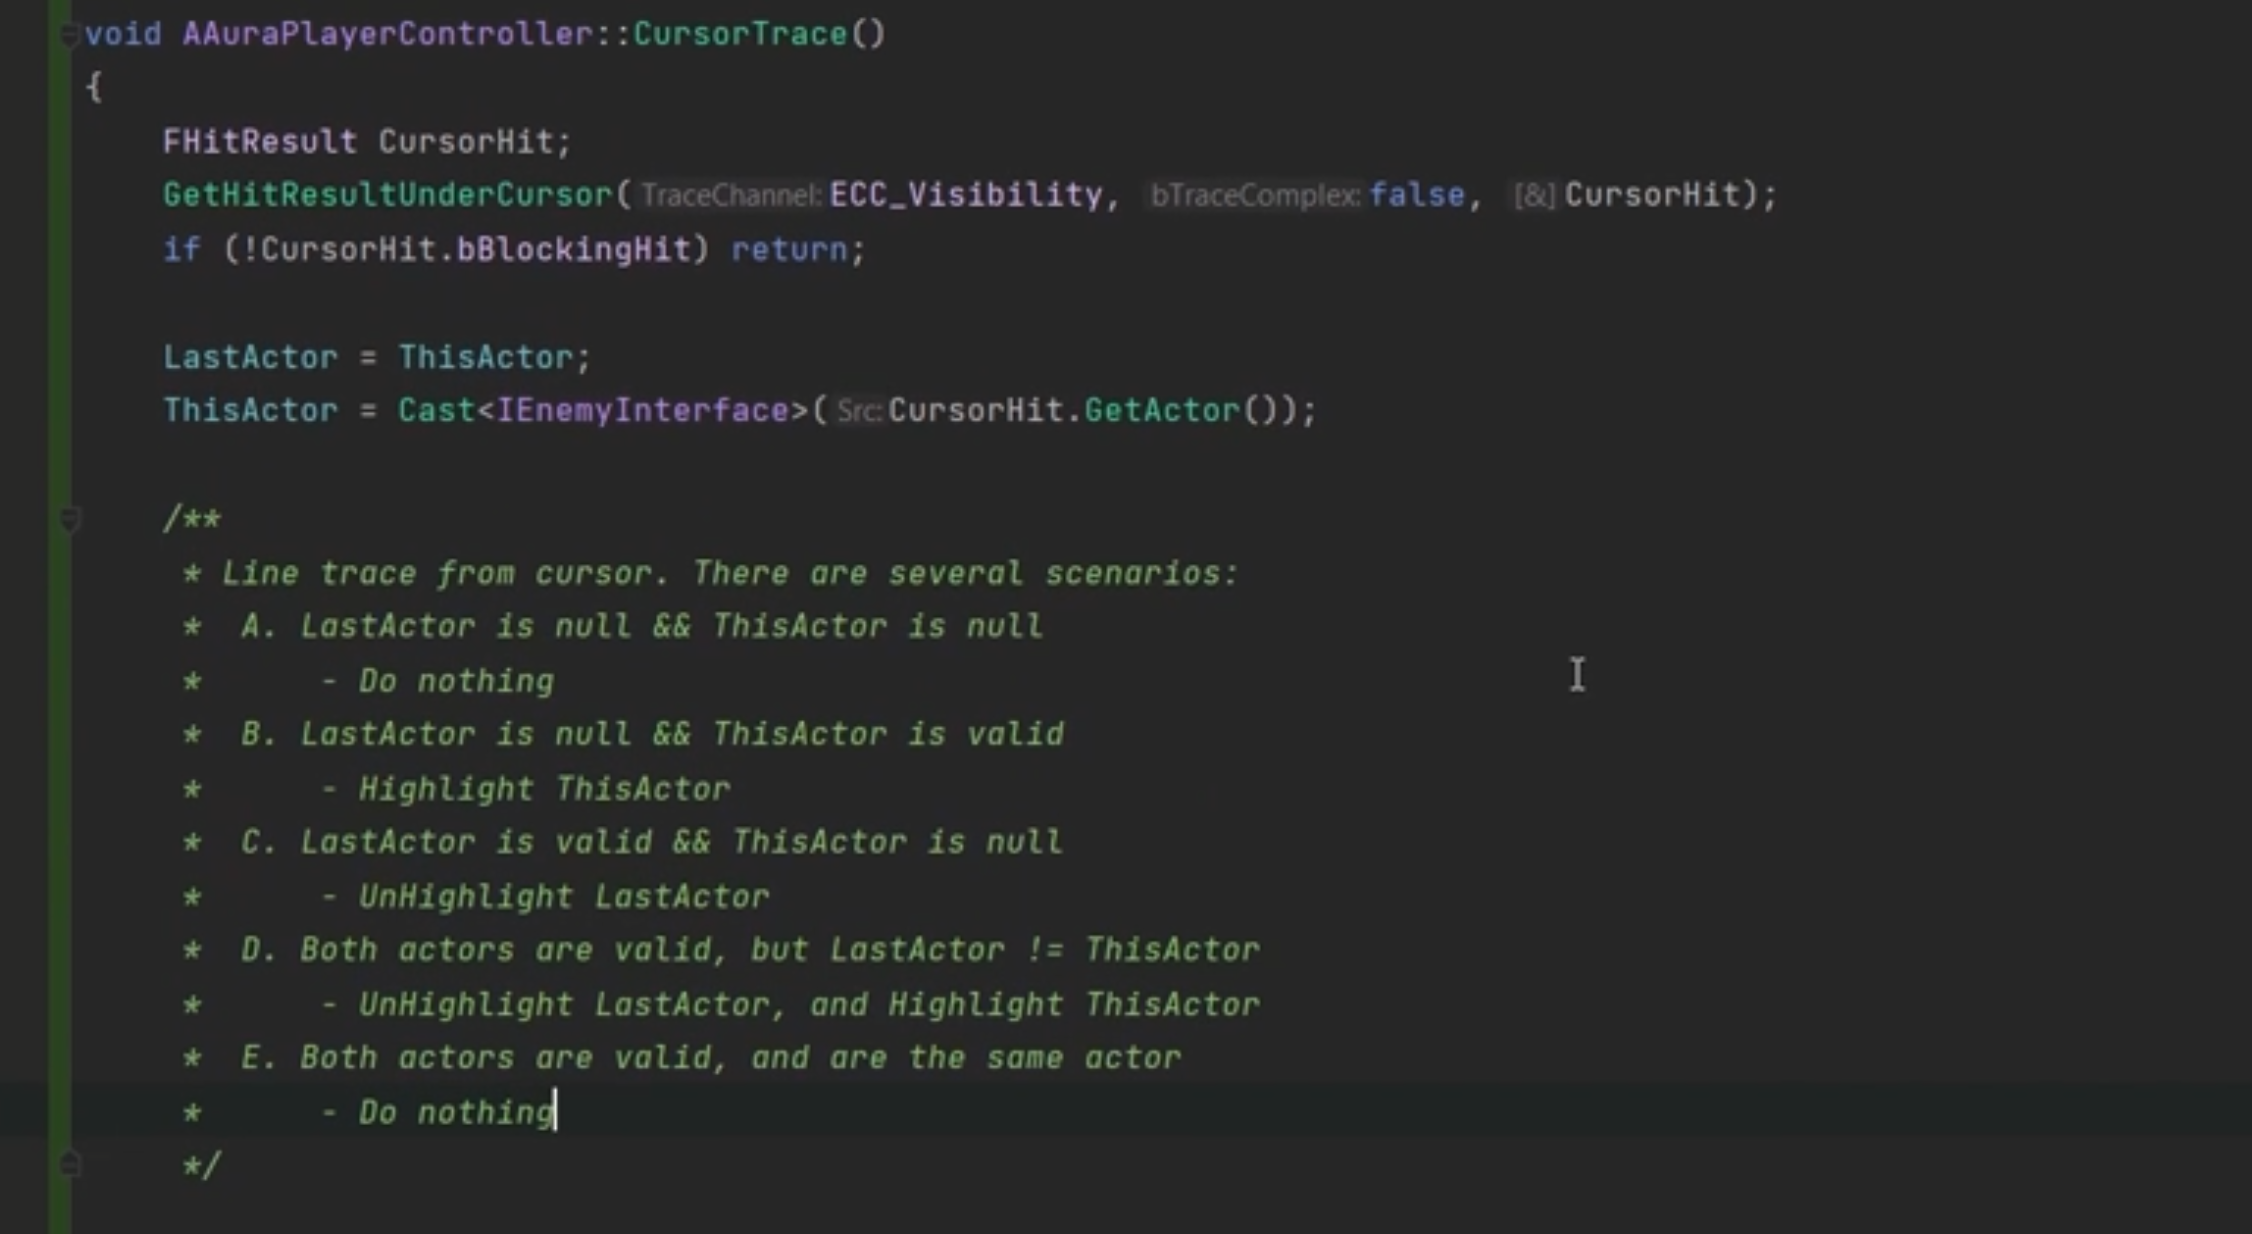 void AAuraPlayerController::CursorTrace()
{
FHitResult CursorHit;
GetHitResultUnderCursor( TraceChannel: ECC_Visibility, bTraceComplex: false, [&] CursorHit);
if (!CursorHit.bBlockingHit) return;
LastActor = ThisActor;
ThisActor = Cast<IEnemyInterface>( Src: CursorHit.GetActor());
/**
* Line trace from cursor. There are several scenarios:
* A. LastActor is null && ThisActor is null
* - Do nothing
* B. LastActor is null && ThisActor is valid
* - Highlight ThisActor
* C. LastActor is valid && ThisActor is null
* - UnHighlight LastActor
* D. Both actors are valid, but LastActor != ThisActor
* - UnHighlight LastActor, and Highlight ThisActor
* E. Both actors are valid, and are the same actor
* - Do nothing
*/